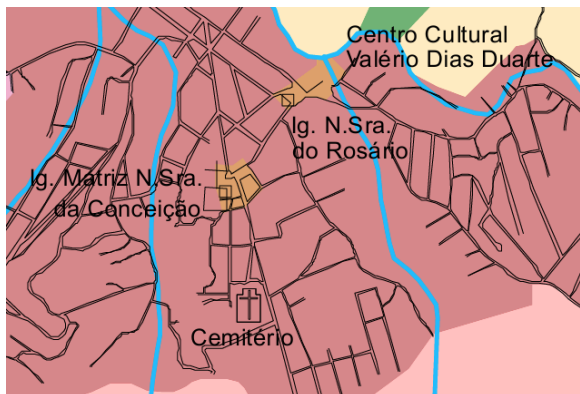 Centro Cultural
Valério Dias Duarte
Ig. N.Sra.
do Rosário
Ig. Matriz N.Sra.
da Conceição
Cemitério